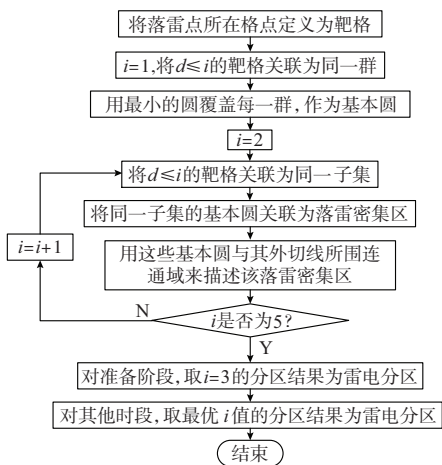 将落雷点所在格点定义为靶格
i=1,将d≤i的靶格关联为同一群
用最小的圆覆盖每一群,作为基本圆
i=2
将d≤i的靶格关联为同一子集
将同一子集的基本圆关联为落雷密集区
i=i+1
用这些基本圆与其外切线所围连
通域来描述该落雷密集区
N
i是否为5?
Y
对准备阶段,取i=3的分区结果为雷电分区
对其他时段,取最优i值的分区结果为雷电分区
结束